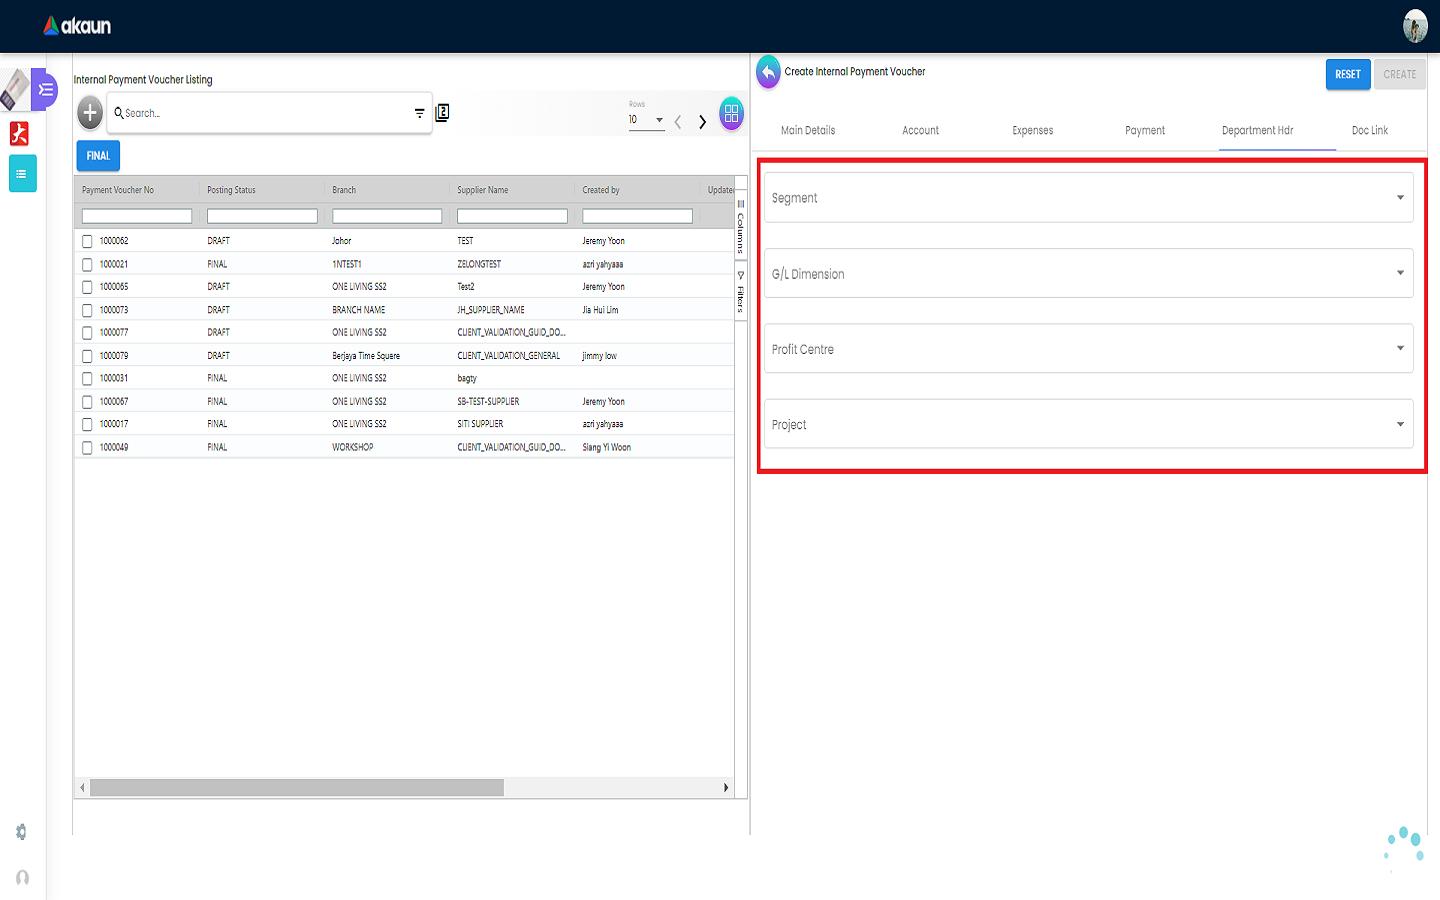 akaun
Internal Payment Voucher Listing
Search...
Rows
10
FINAL
Payment Voucher No Posting Status Branch Supplier Name Created by Update
1000062 DRAFT Johor TEST Jeremy Yoon
1000021 FINAL 1NTEST1 ZELONGTEST azri yahyaaa
1000065 DRAFT ONE LIVING SS2 Test2 Jeremy Yoon
1000073 DRAFT BRANCH NAME JH_SUPPLIER_NAME Jia Hui Lim
1000077 DRAFT ONE LIVING SS2 CLIENT_VALIDATION_GUID_DO...
1000079 DRAFT Berjaya Time Square CLIENT_VALIDATION_GENERAL jimmy low
1000031 FINAL ONE LIVING SS2 bagty
1000067 FINAL ONE LIVING SS2 SB-TEST-SUPPLIER Jeremy Yoon
1000017 FINAL ONE LIVING SS2 SITI SUPPLIER azri yahyaaa
1000049 FINAL WORKSHOP CLIENT_VALIDATION_GUID_DO... Siang Yi Woon
Columns
Filters
Create Internal Payment Voucher
RESET CREATE
Main Details Account Expenses Payment Department Hdr Doc Link
Segment
G/L Dimension
Profit Centre
Project